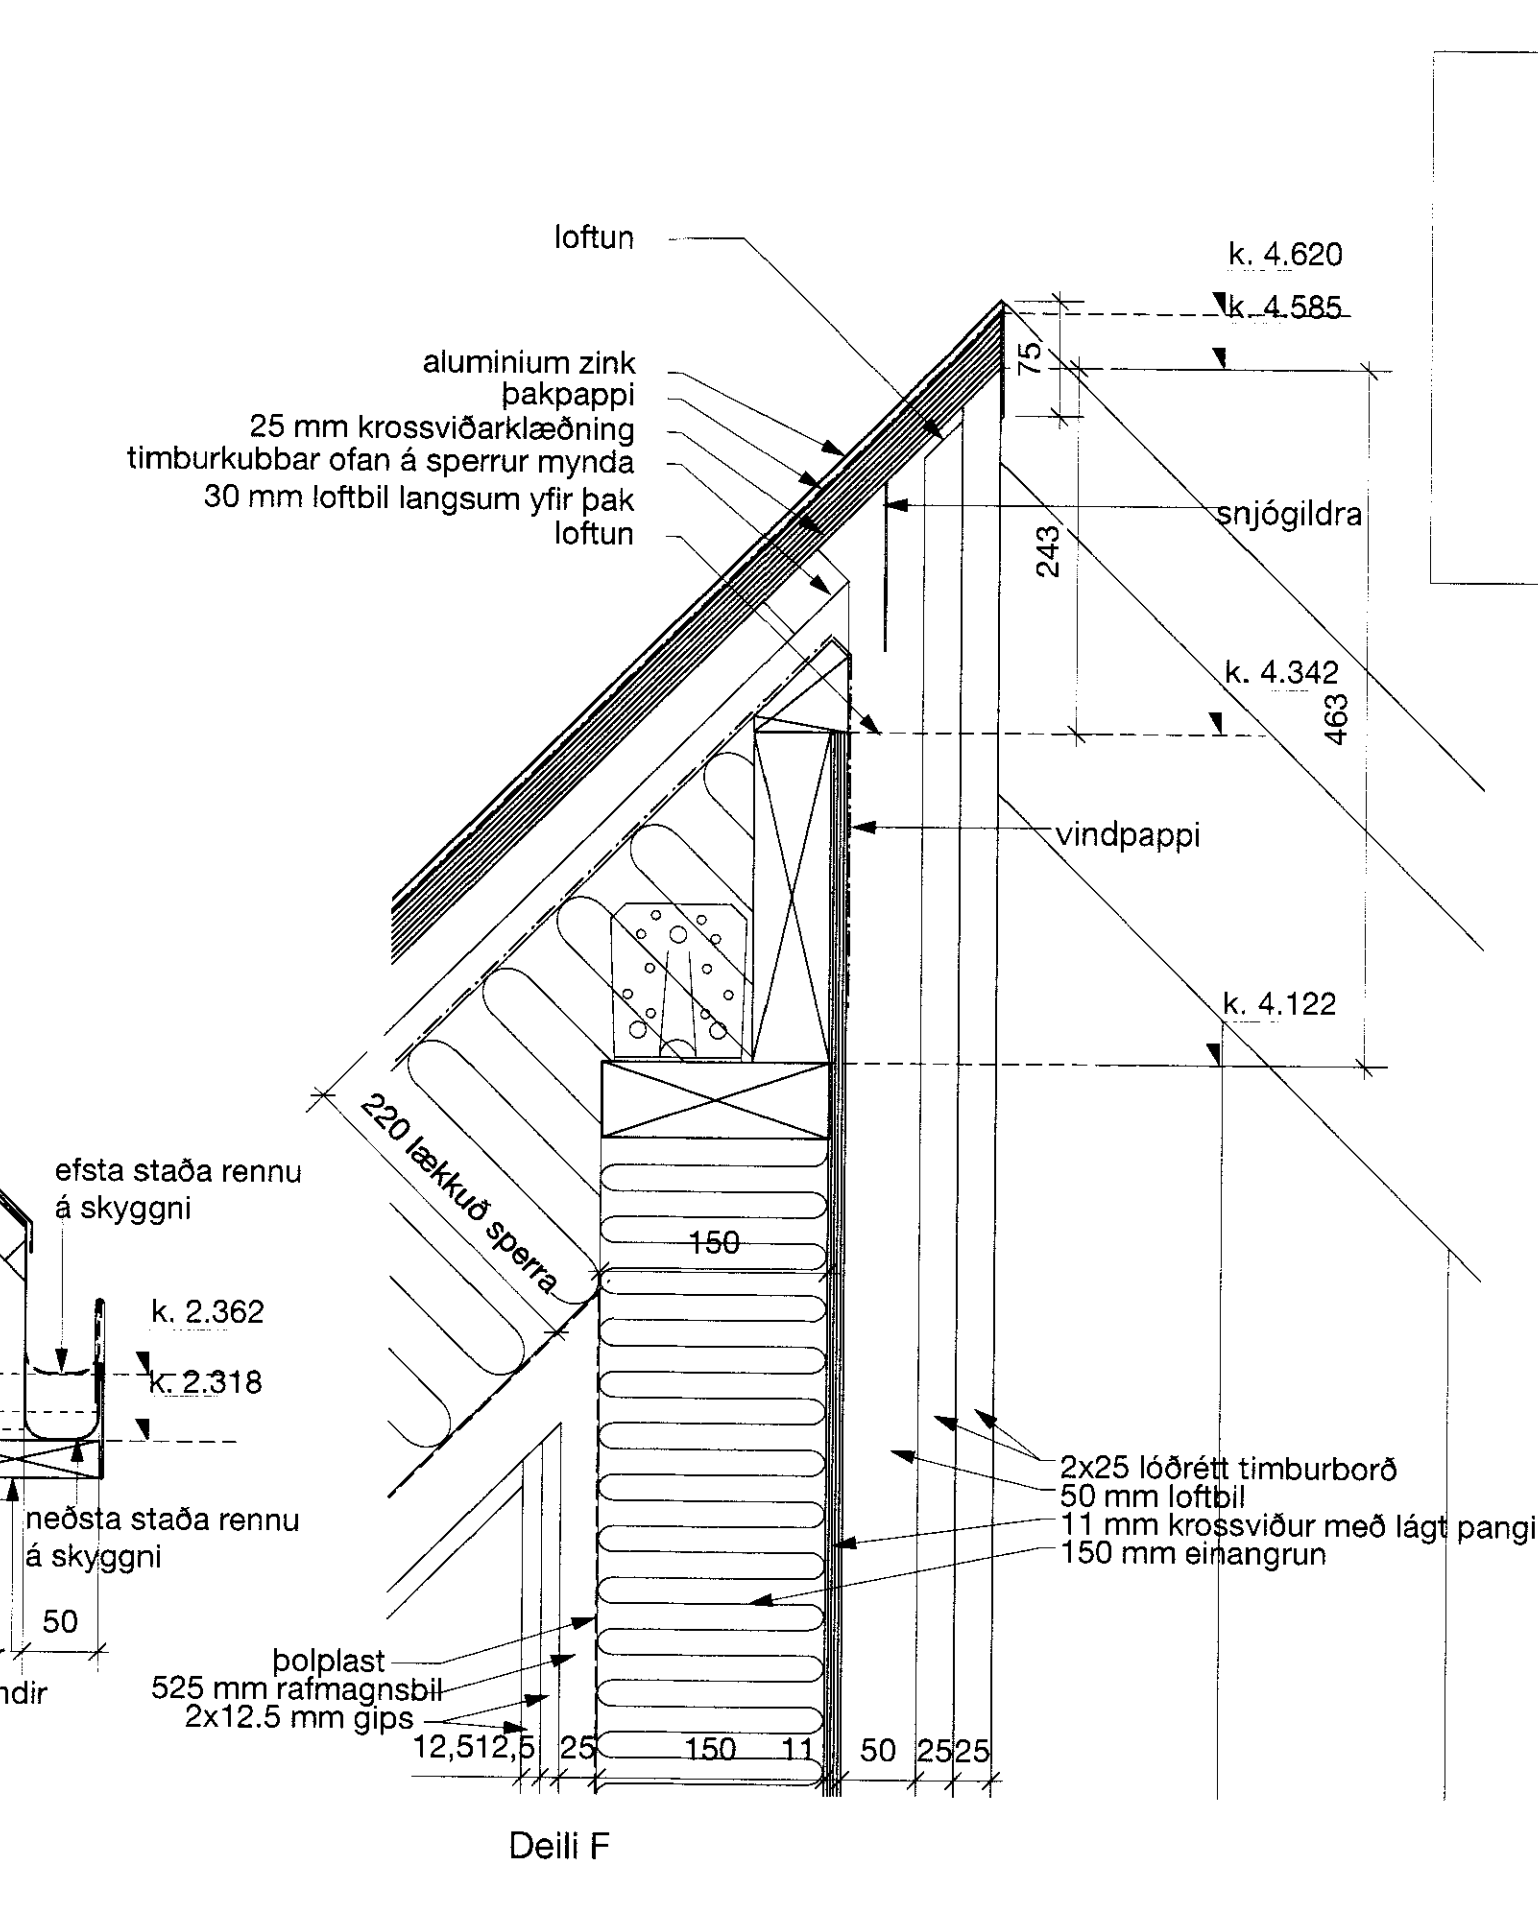 loftun
k. 4.620
k. 4.585
75
aluminium zink
þakpappi
25 mm krossviðarklæðning
timburkubbar ofan á sperrur mynda
30 mm loftbil langsum yfir þak
loftun
snjógildra
243
k. 4.342
463
vindpappi
k. 4.122
220 lækkuð sperra
efsta staða rennu
á skyggni
150
k. 2.362
k. 2.318
2x25 lóðrétt timburborð
50 mm loftbil
11 mm krossviður með lágt pangi
150 mm einangrun
neðsta staða rennu
á skyggni
50
þolplast
525 mm rafmagnsbil
2x12.5 mm gips
12,5 12,5 25 150 11 50 25 25
Deili F